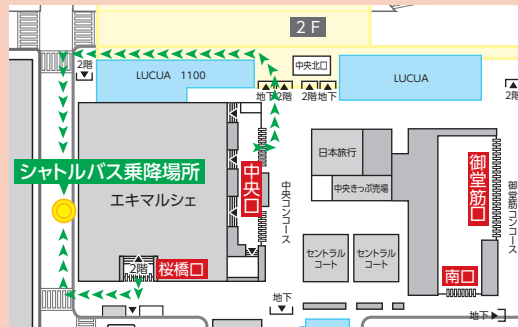 2F
2階
LUCUA 1100
中央北口
LUCUA
地下
2階
2階
地下
2階
シャトルバス乗降場所
エキマルシェ
中央口
中央コンコース
日本旅行
中央きっぷ売場
御堂筋口
御堂筋コンコース
セントラル
コート
セントラル
コート
2階
桜橋口
南口
地下
地下